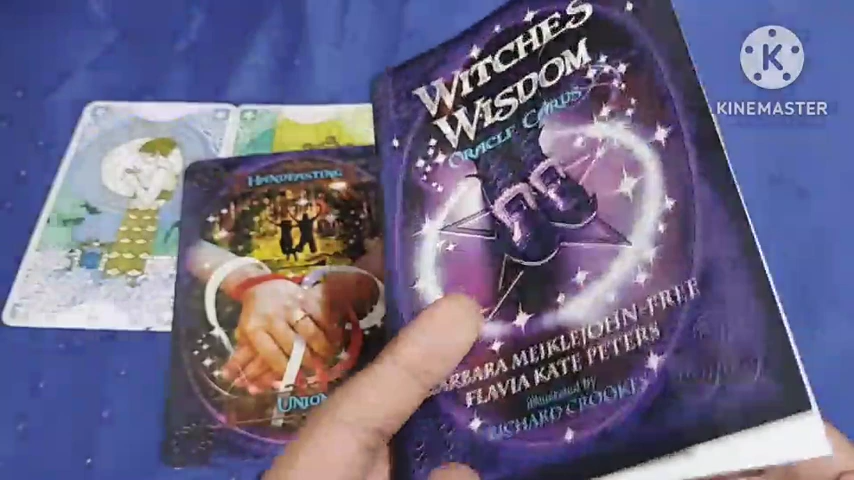 WITCHES
WISDOM
ORACLE CARDS
BARBARA MEIKLEJOHN-FREE
FLAVIA KATE PETERS
illustrated by
RICHARD CROOKES
HANDFASTING
UNION
K
KINEMASTER